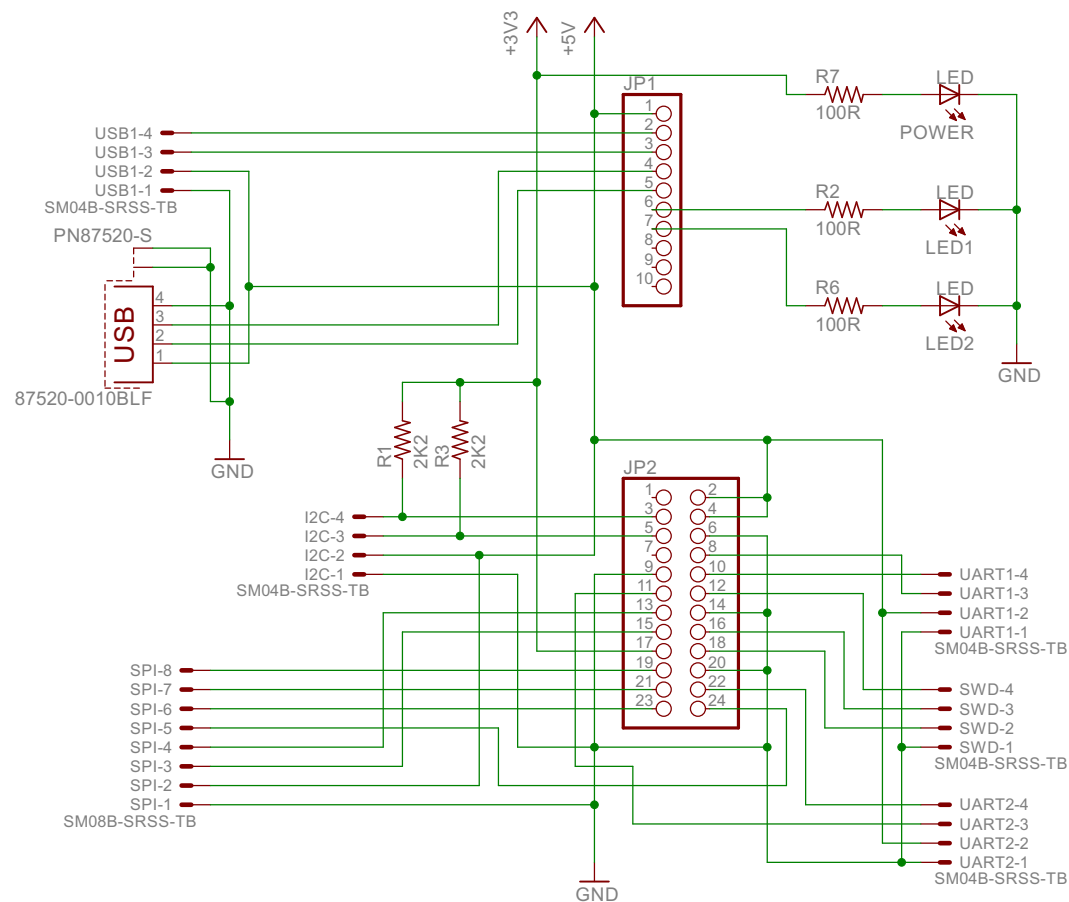 +3V3
+5V
JP1
1
2
3
4
5
6
7
8
9
10
R7
100R
LED
POWER
R2
100R
LED
LED1
R6
100R
LED
LED2
GND
USB1-4
USB1-3
USB1-2
USB1-1
SM04B-SRSS-TB
PN87520-S
USB
4
3
2
1
87520-0010BLF
GND
R1
2K2
R3
2K2
JP2
1 2
3 4
5 6
7 8
9 10
11 12
13 14
15 16
17 18
19 20
21 22
23 24
I2C-4
I2C-3
I2C-2
I2C-1
SM04B-SRSS-TB
SPI-8
SPI-7
SPI-6
SPI-5
SPI-4
SPI-3
SPI-2
SPI-1
SM08B-SRSS-TB
GND
UART1-4
UART1-3
UART1-2
UART1-1
SM04B-SRSS-TB
SWD-4
SWD-3
SWD-2
SWD-1
SM04B-SRSS-TB
UART2-4
UART2-3
UART2-2
UART2-1
SM04B-SRSS-TB